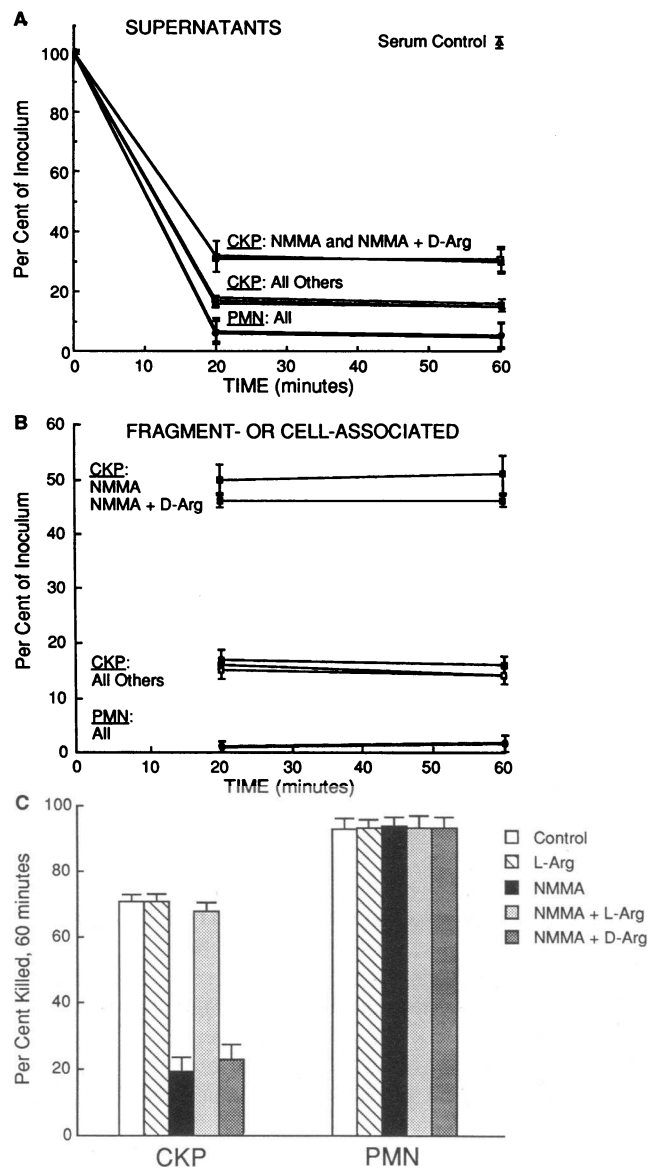 A
SUPERNATANTS
Serum Control
100
80
60
40
20
0
Per Cent of Inoculum
CKP: NMMA and NMMA + D-Arg
CKP: All Others
PMN: All
0 10 20 30 40 50 60
TIME (minutes)
B
FRAGMENT- OR CELL-ASSOCIATED
60
50
40
30
20
10
0
Per Cent of Inoculum
CKP:
NMMA
NMMA + D-Arg
CKP:
All Others
PMN:
All
0 10 20 30 40 50 60
TIME (minutes)
C
100
80
60
40
20
0
Per Cent Killed, 60 minutes
CKP PMN
Control
L-Arg
NMMA
NMMA + L-Arg
NMMA + D-Arg